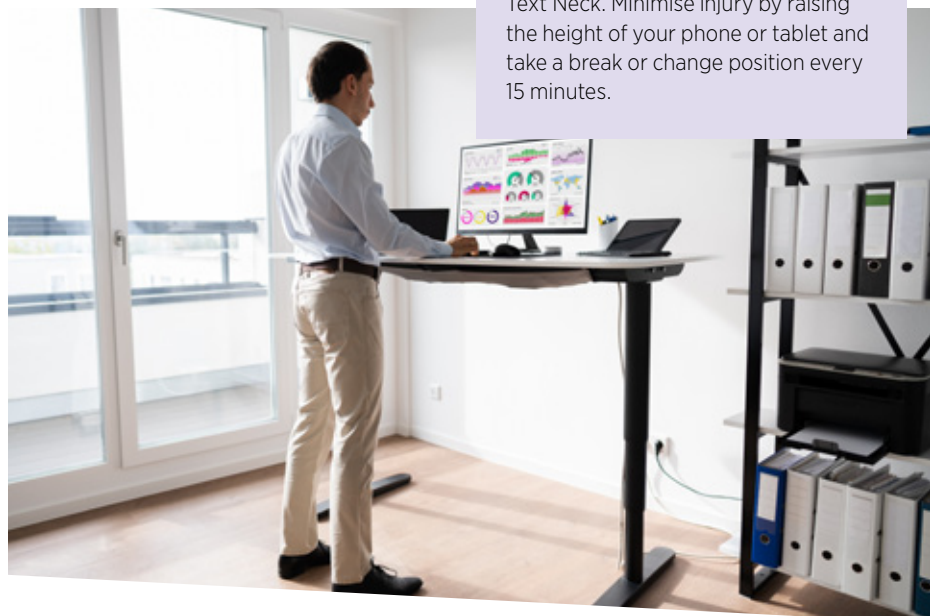 Text Neck. Minimise injury by raising
the height of your phone or tablet and
take a break or change position every
15 minutes.